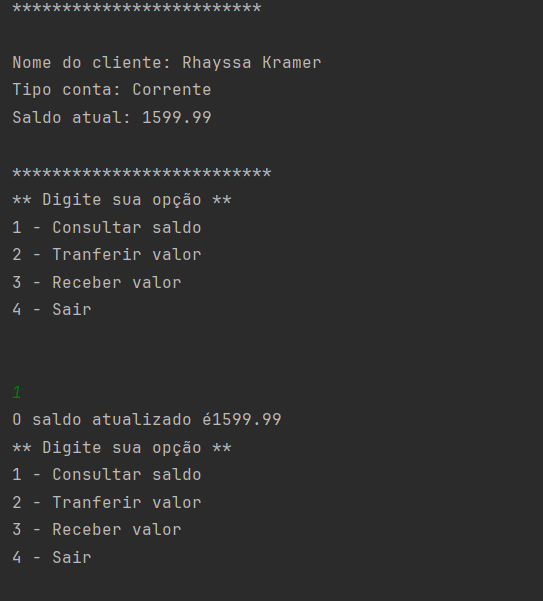 *************************
Nome do cliente: Rhayssa Kramer
Tipo conta: Corrente
Saldo atual: 1599.99
**************************
** Digite sua opção **
1 - Consultar saldo
2 - Tranferir valor
3 - Receber valor
4 - Sair
1
O saldo atualizado é1599.99
** Digite sua opção **
1 - Consultar saldo
2 - Tranferir valor
3 - Receber valor
4 - Sair